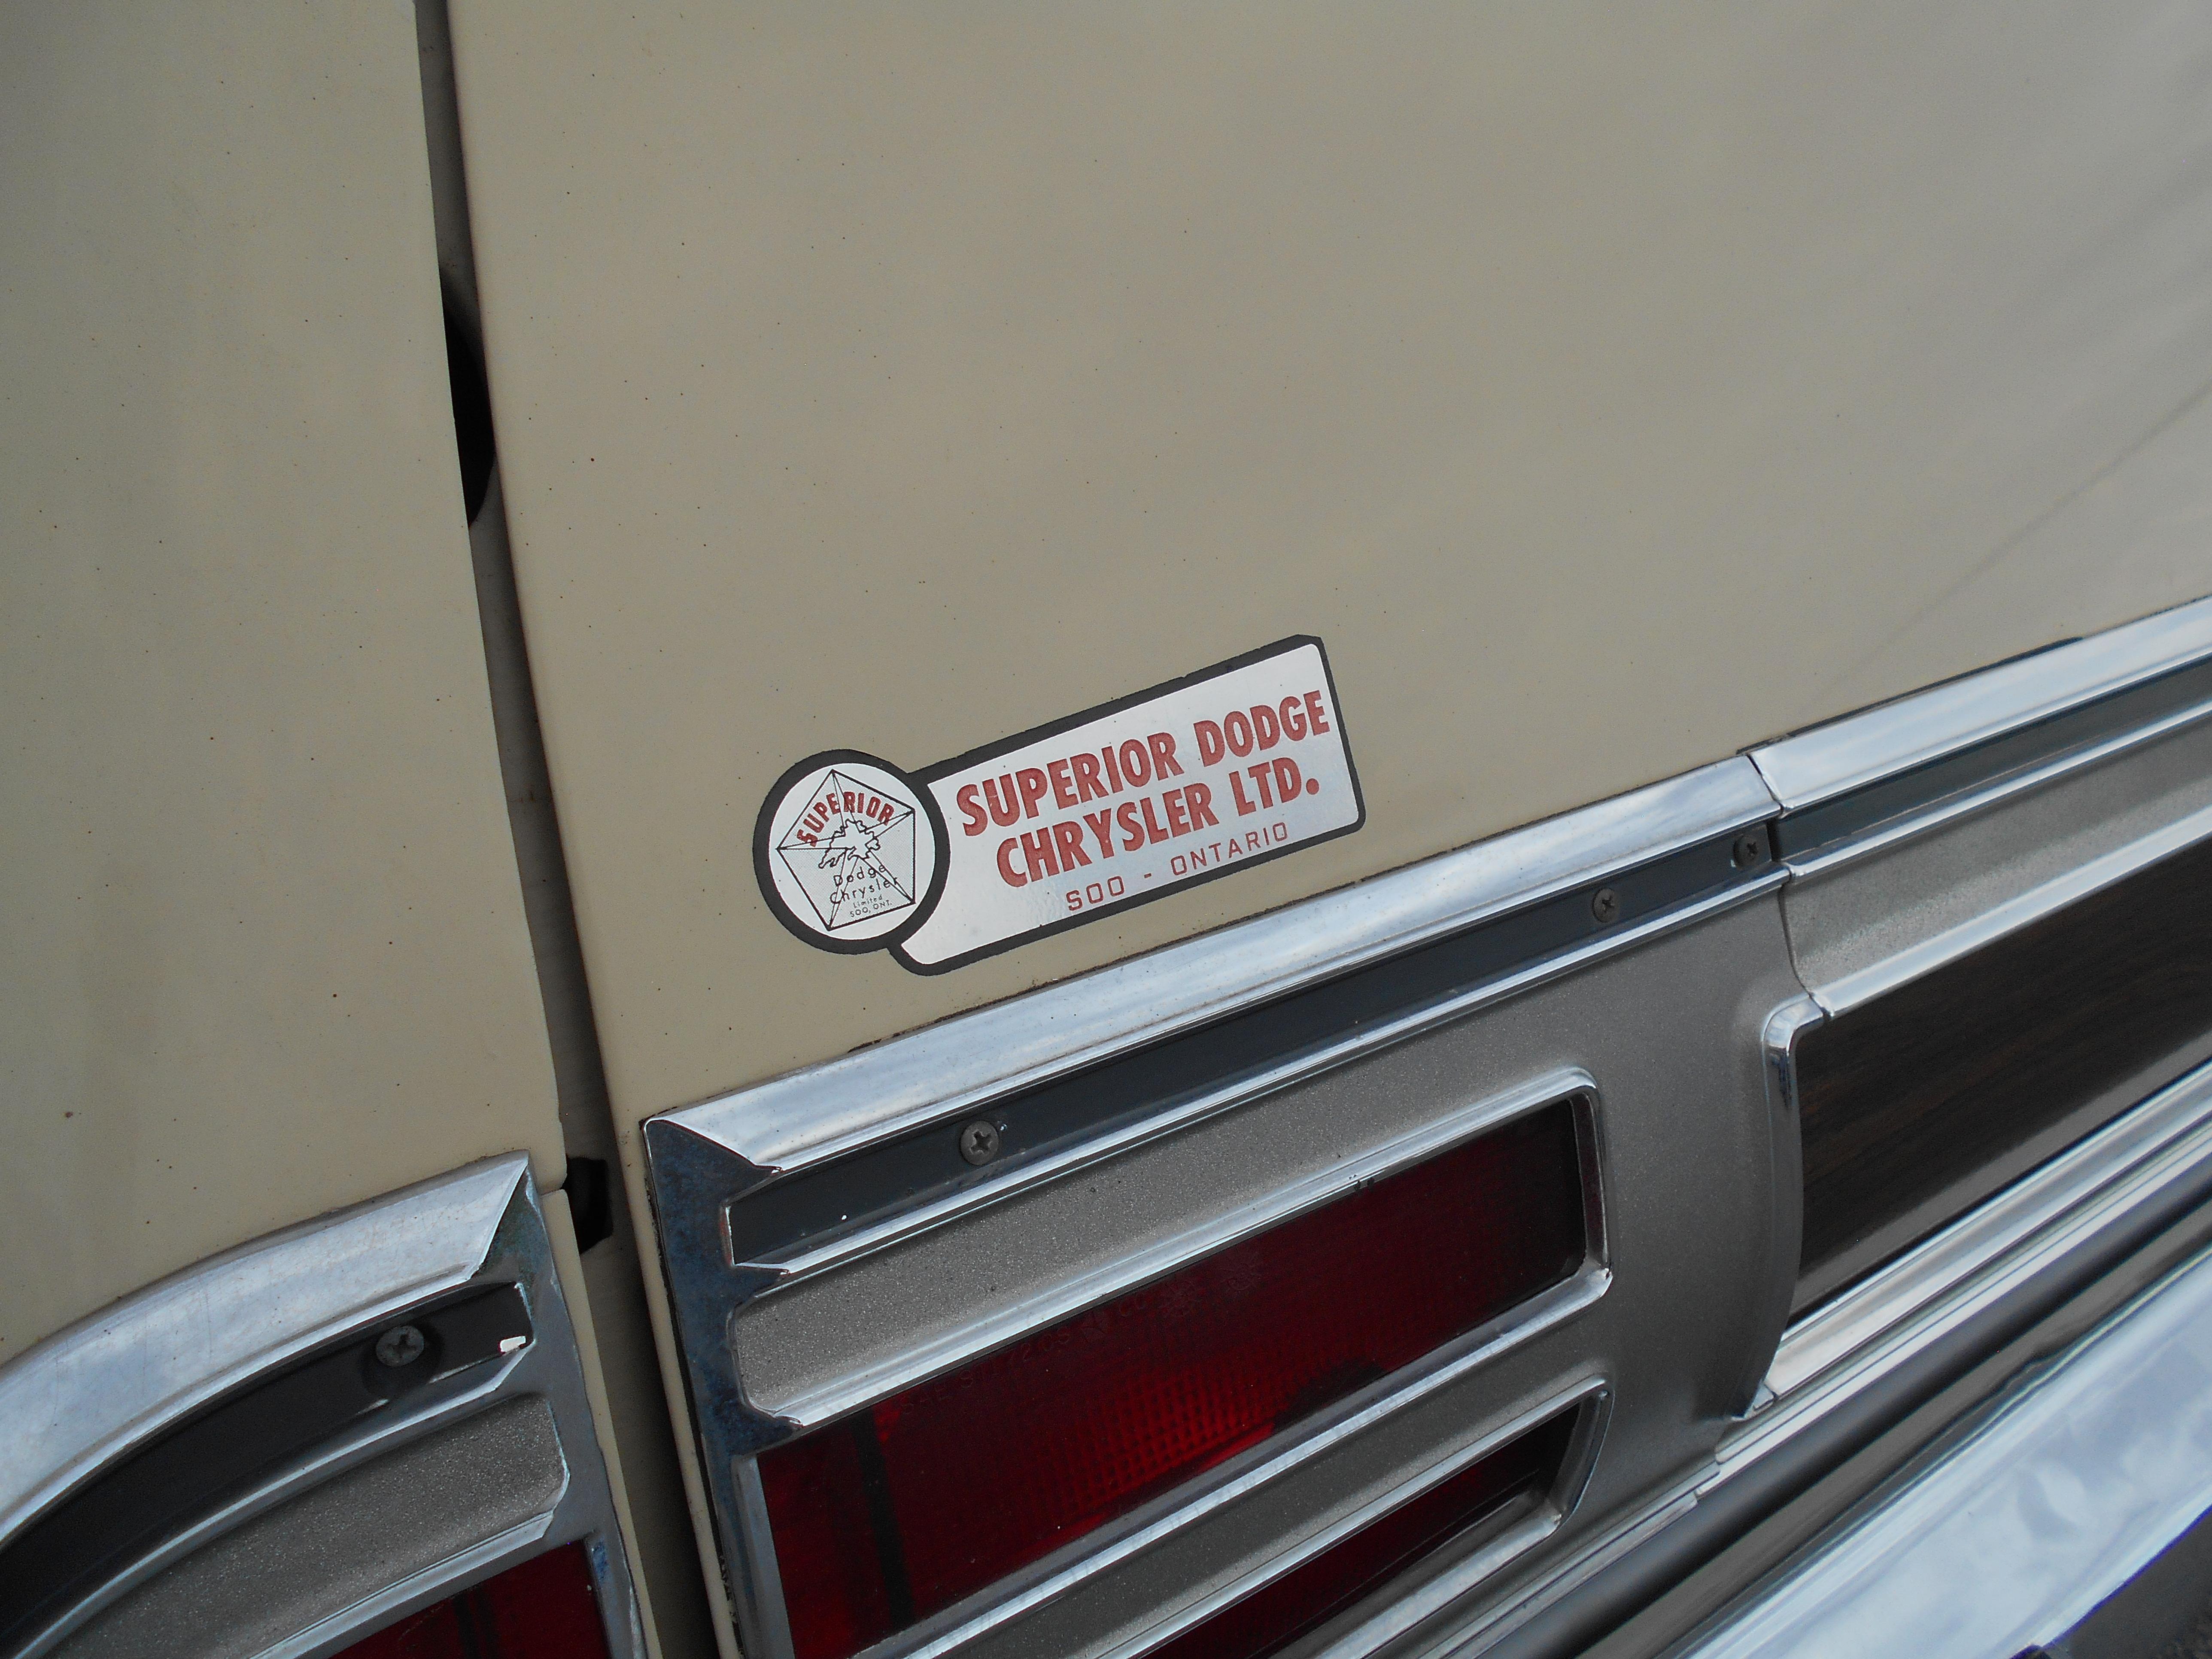 SUPERIOR
Dodge
Chrysler
Limited
SOO, ONT.
SUPERIOR DODGE
CHRYSLER LTD.
SOO - ONTARIO